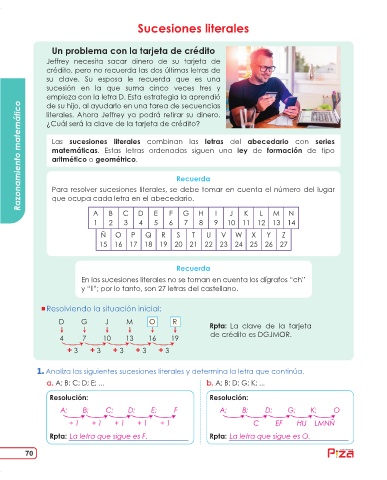 Sucesiones literales
Un problema con la tarjeta de crédito
Jeffrey necesita sacar dinero de su tarjeta de
crédito, pero no recuerda las dos últimas letras de
su clave. Su esposa le recuerda que es una
sucesión en la que suma cinco veces tres y
empieza con la letra D. Esta estrategia la aprendió
de su hijo, al ayudarlo en una tarea de secuencias
literales. Ahora Jeffrey ya podrá retirar su dinero.
¿Cuál será la clave de la tarjeta de crédito?
Razonamiento matemático
Las sucesiones literales combinan las letras del abecedario con series
matemáticas. Estas letras ordenadas siguen una ley de formación de tipo
aritmético o geométrico.
Recuerda
Para resolver sucesiones literales, se debe tomar en cuenta el número del lugar
que ocupa cada letra en el abecedario.
A B C D E F G H I J K L M N
1 2 3 4 5 6 7 8 9 10 11 12 13 14
Ñ O P Q R S T U V W X Y Z
15 16 17 18 19 20 21 22 23 24 25 26 27
Recuerda
En las sucesiones literales no se toman en cuenta los dígrafos "ch"
y "ll"; por lo tanto, son 27 letras del castellano.
Resolviendo la situación inicial:
D G J M O R
4 7 10 13 16 19
+ 3 + 3 + 3 + 3 + 3
Rpta: La clave de la tarjeta
de crédito es DGJMOR.
1. Analiza las siguientes sucesiones literales y determina la letra que continúa.
a. A; B; C; D; E; ...
b. A; B; D; G; K; ...
Resolución:
A; B; C; D; E; F
+ 1 + 1 + 1 + 1 + 1
Rpta: La letra que sigue es F.
Resolución:
A; B; D; G; K; O
C EF HIJ LMNÑ
Rpta: La letra que sigue es O.
70